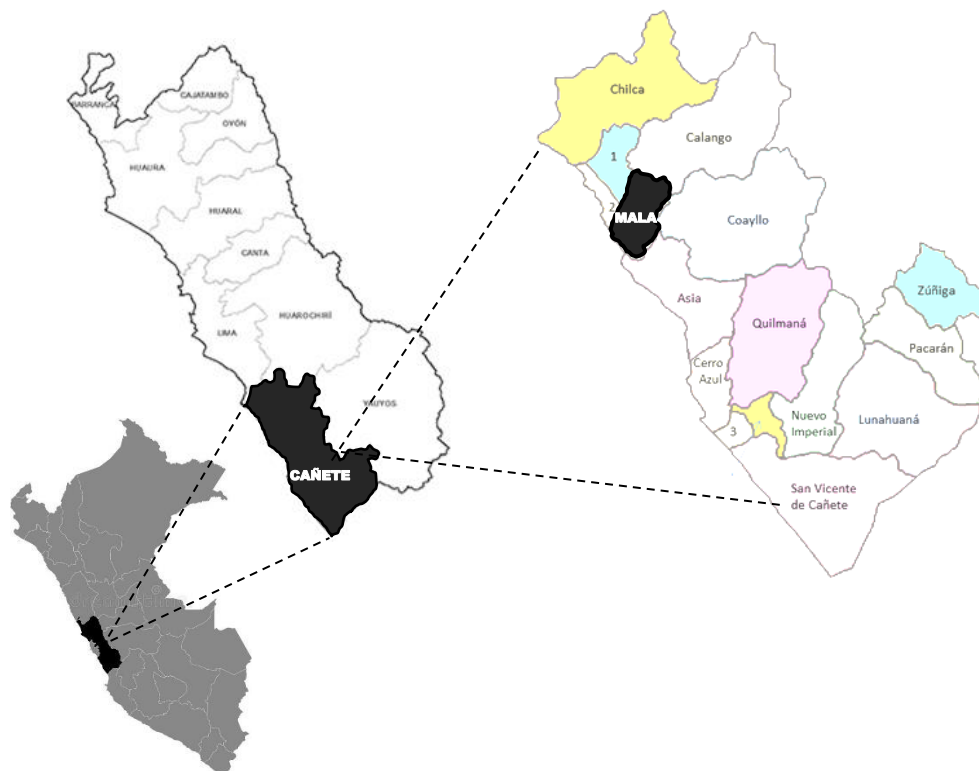 BARRANCA
CAJATAMBO
OYÓN
HUAURA
HUARAL
CANTA
HUAROCHIRÍ
LIMA
YAUYOS
CAÑETE
Chilca
Calango
1
2
MALA
Coayllo
Asia
Zúñiga
Quilmaná
Pacarán
Cerro
Azul
Nuevo
Imperial
Lunahuaná
3
San Vicente
de Cañete